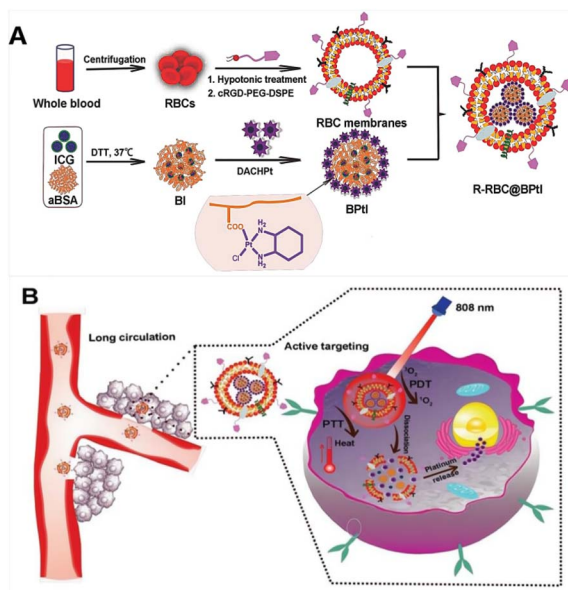 A
Whole blood
Centrifugation
RBCs
1. Hypotonic treatment
2. cRGD-PEG-DSPE
RBC membranes
ICG
aBSA
DTT, 37℃
BI
DACHPt
BPtI
R-RBC@BPtI
COO
Pt
Cl
H₂
N
N
H₂
B
Long circulation
Active targeting
808 nm
¹O₂
PDT
¹O₂
PTT
Heat
Dissociation
Platinum
release